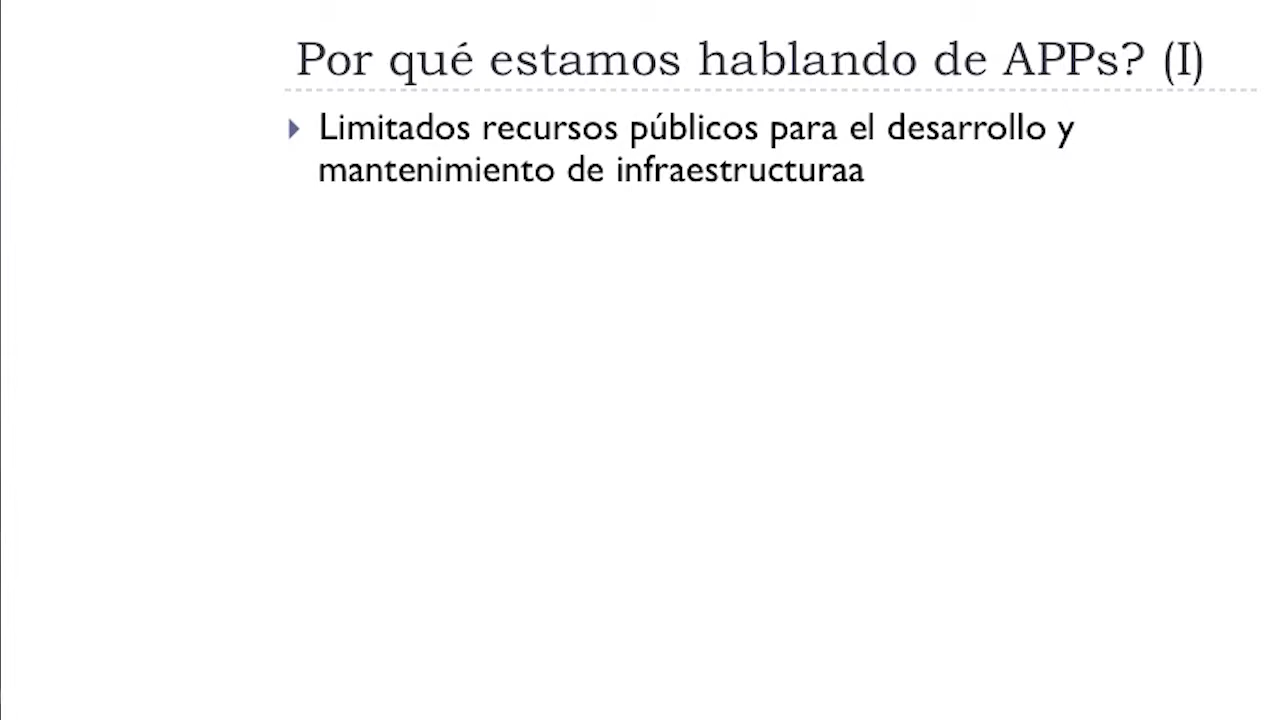 Por qué estamos hablando de APPs? (I)
Limitados recursos públicos para el desarrollo y
mantenimiento de infraestructuraa